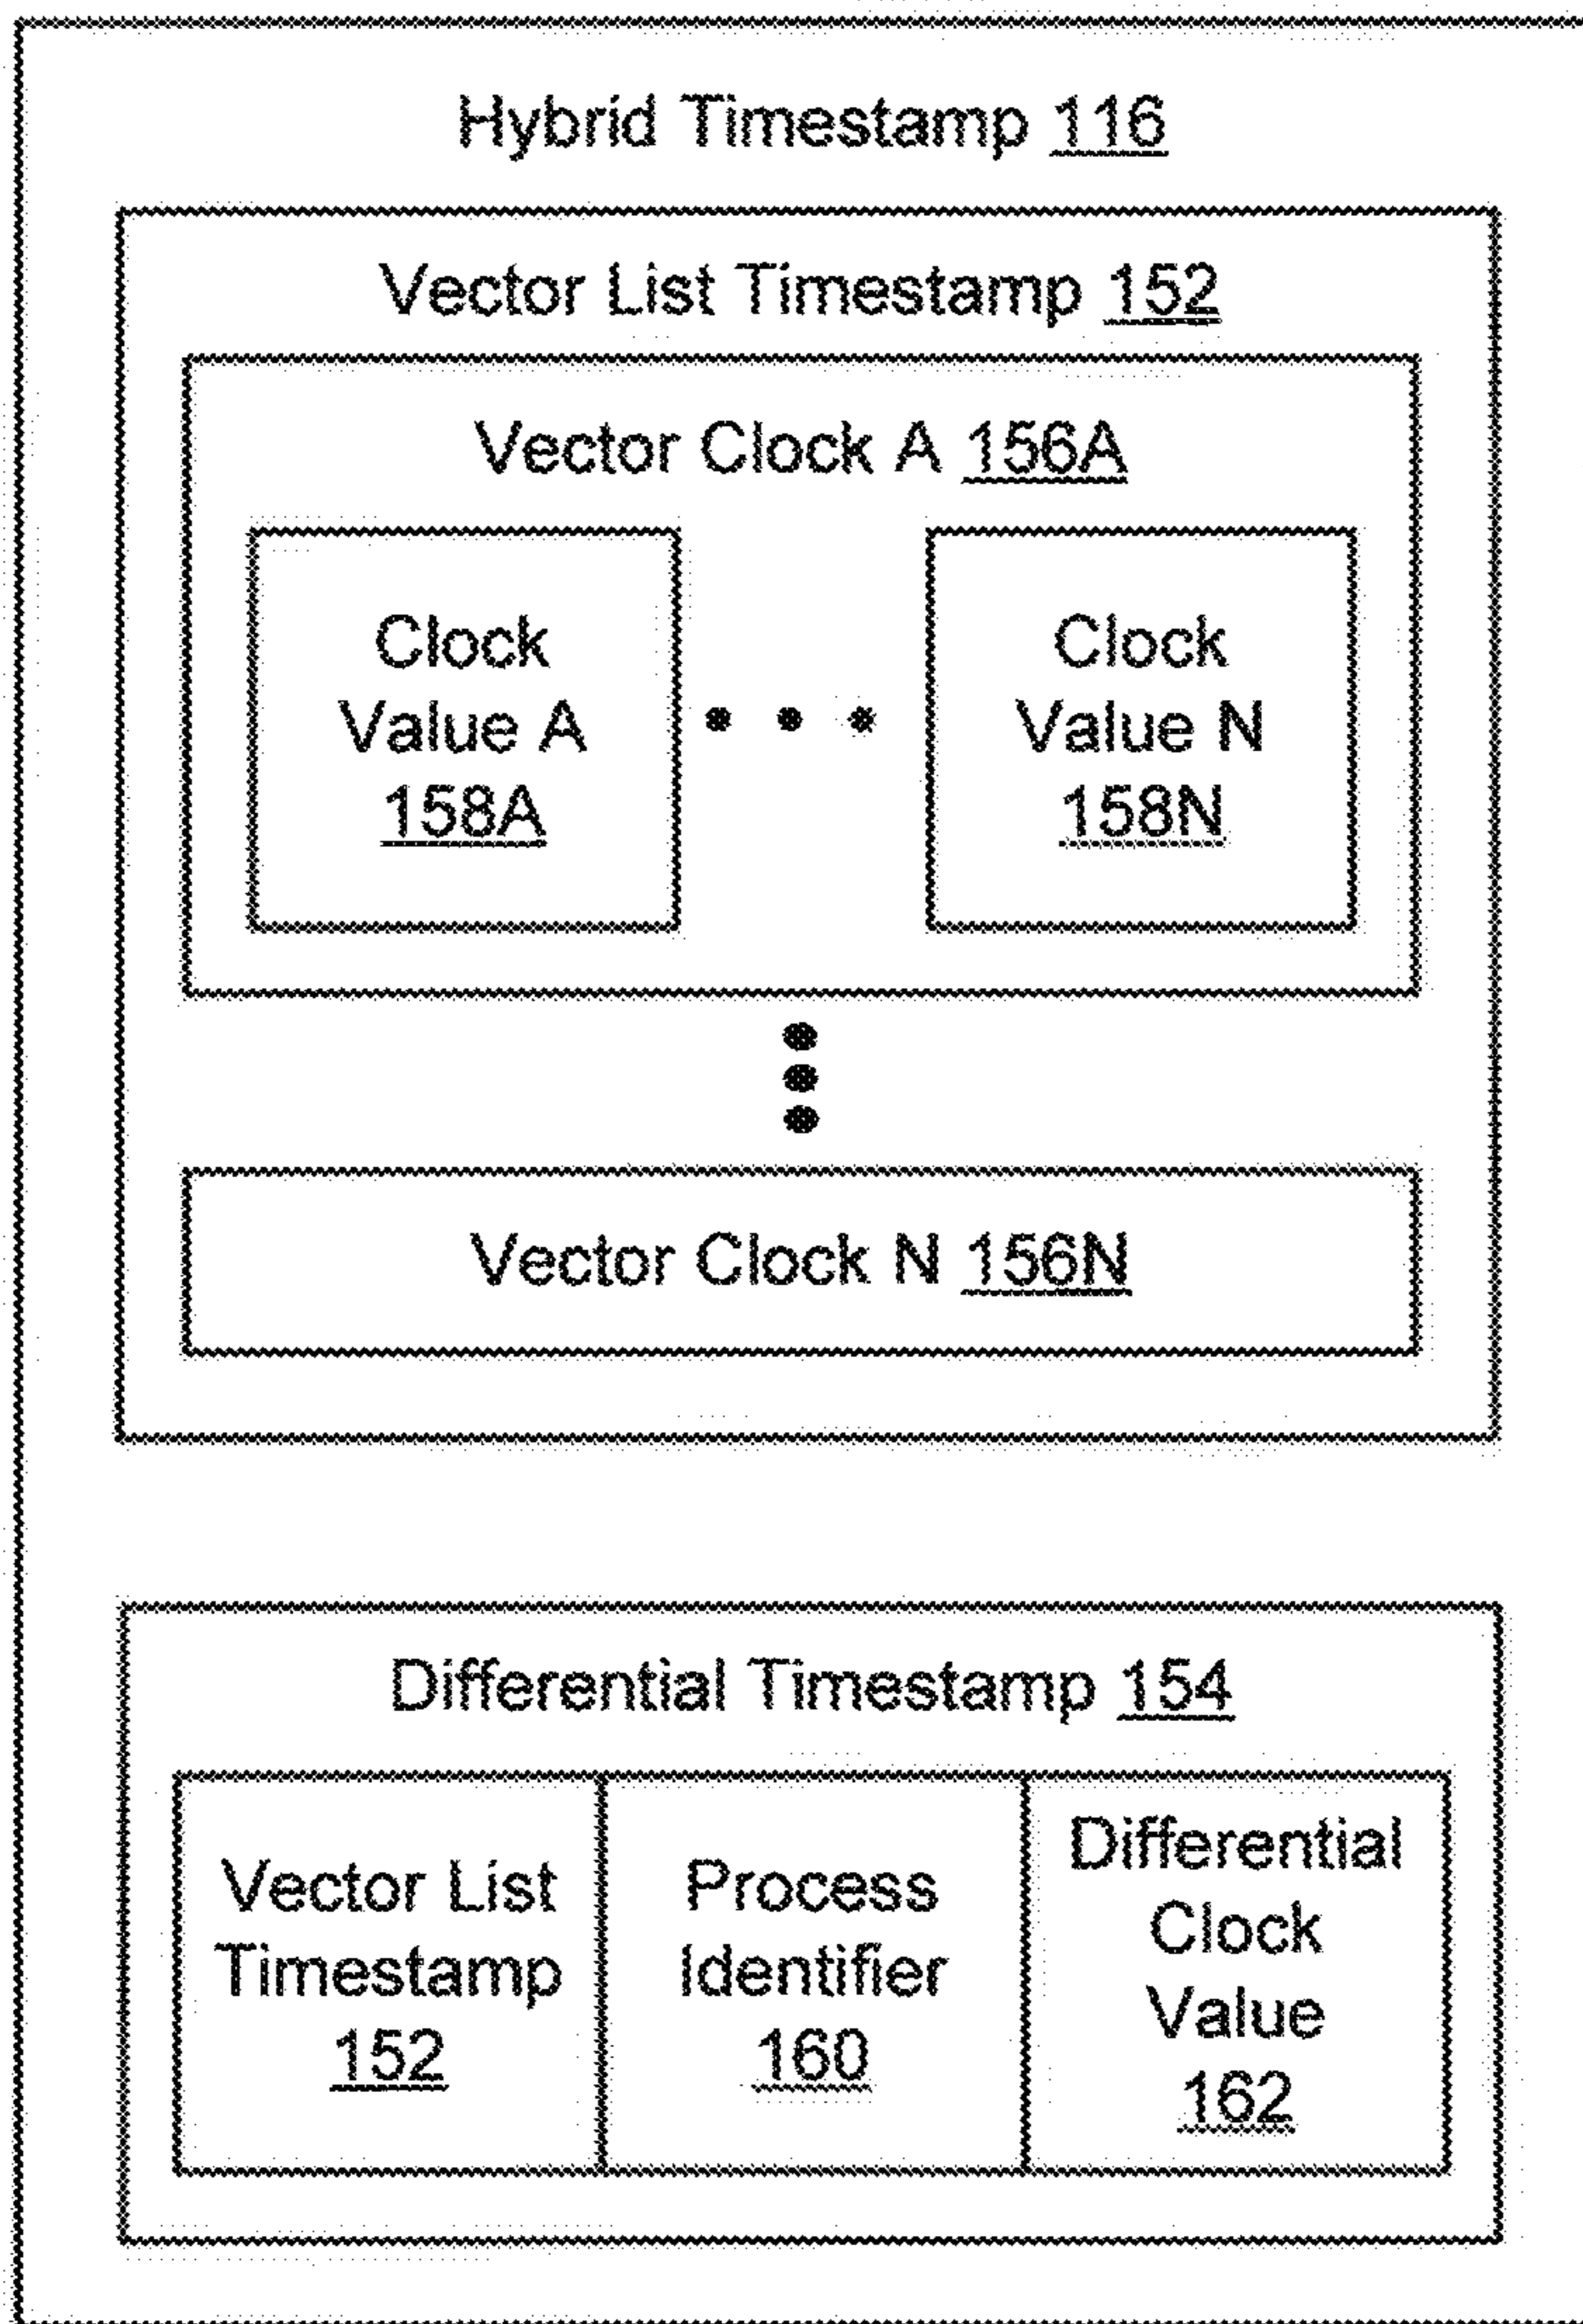 Hybrid Timestamp 116
Vector List Timestamp 152
Vector Clock A 156A
Clock
Value A
158A
Clock
Value N
158N
Vector Clock N 156N
Differential Timestamp 154
Vector List
Timestamp
152
Process
Identifier
160
Differential
Clock
Value
162